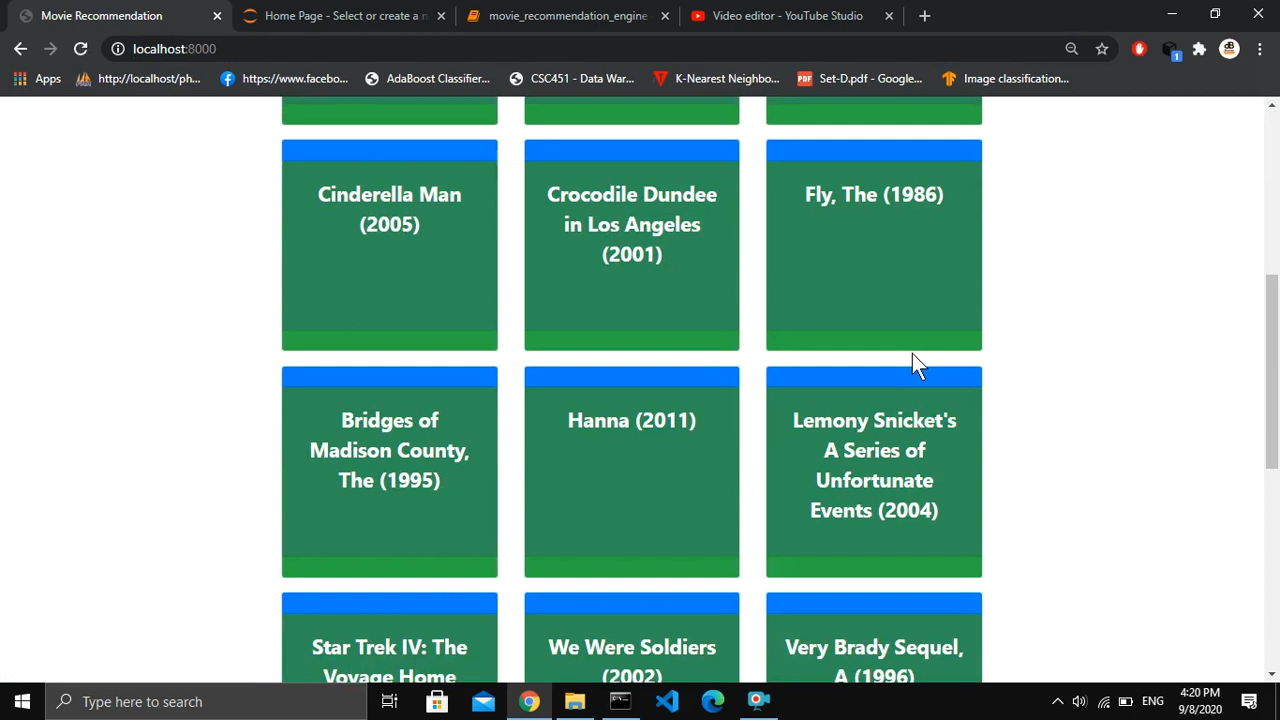 Movie Recommendation
Home Page - Select or create a n
movie_recommendation_engine
Video editor - YouTube Studio
localhost:8000
1
Apps
http://localhost/ph...
https://www.facebo...
AdaBoost Classifier...
CSC451 - Data War...
K-Nearest Neighbo...
PDF
Set-D.pdf - Google...
Image classification...
Cinderella Man
(2005)
Crocodile Dundee
in Los Angeles
(2001)
Fly, The (1986)
Bridges of
Madison County,
The (1995)
Hanna (2011)
Lemony Snicket's
A Series of
Unfortunate
Events (2004)
Star Trek IV: The
Voyage Home
We Were Soldiers
(2002)
Very Brady Sequel,
A (1996)
Type here to search
ENG
4:20 PM
9/8/2020